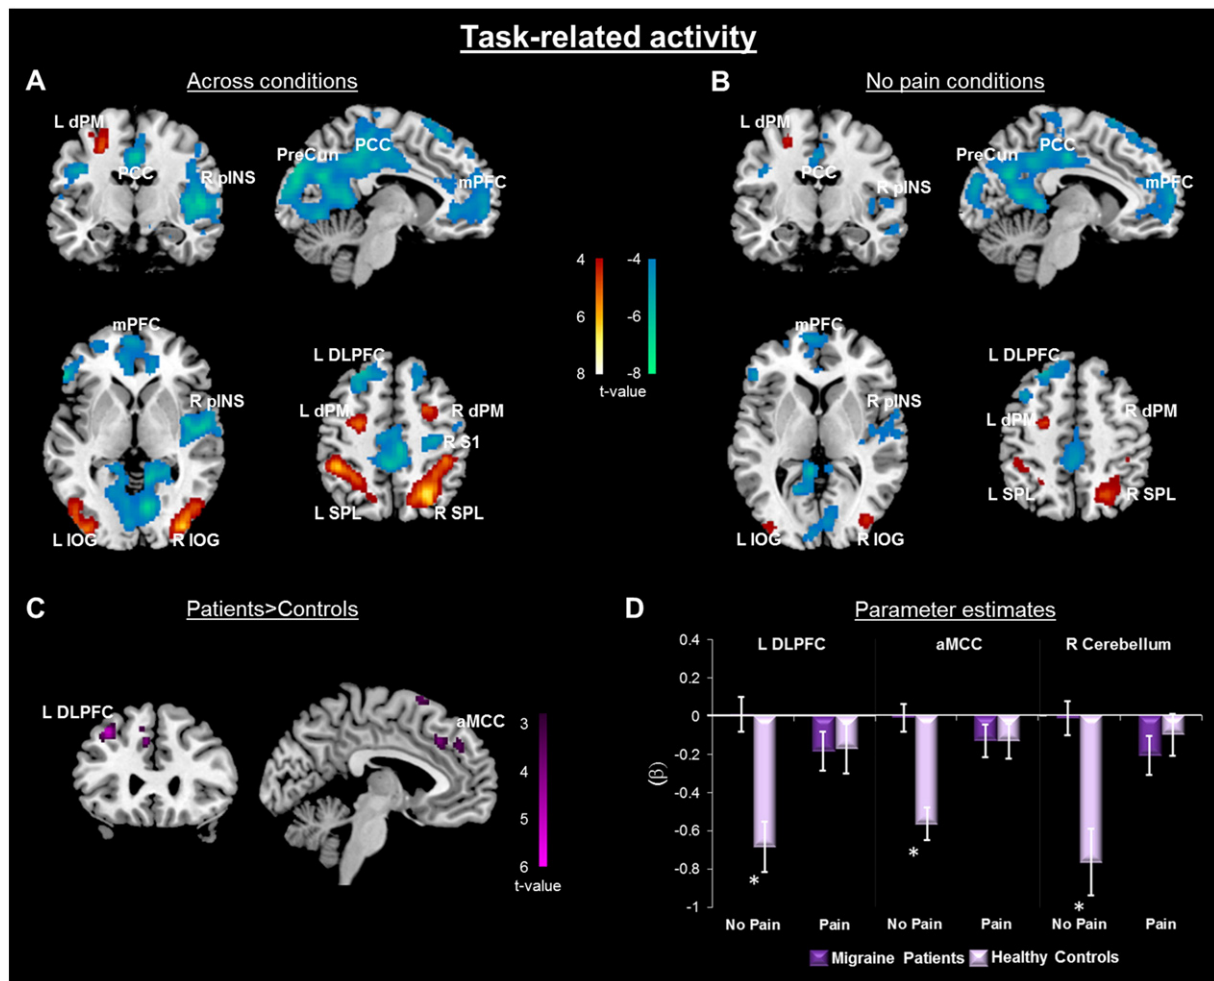 Task-related activity
A
Across conditions
L dPM
PCC
R pINS
PreCun
PCC
mPFC
mPFC
R pINS
L IOG
R IOG
L DLPFC
L dPM
R dPM
R S1
L SPL
R SPL
4
6
8
-4
-6
-8
t-value
B
No pain conditions
L dPM
PCC
R pINS
PreCun
PCC
mPFC
mPFC
R pINS
L IOG
R IOG
L DLPFC
L dPM
R dPM
L SPL
R SPL
C
Patients>Controls
L DLPFC
aMCC
3
4
5
6
t-value
D
Parameter estimates
L DLPFC
aMCC
R Cerebellum
0.4
0.2
0
-0.2
-0.4
-0.6
-0.8
-1
(β)
*
*
*
No Pain
Pain
No Pain
Pain
No Pain
Pain
Migraine Patients
Healthy Controls